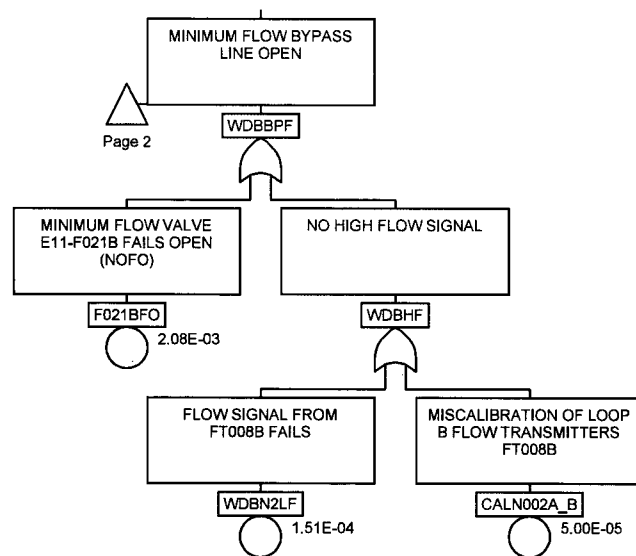 MINIMUM FLOW BYPASS
LINE OPEN
Page 2
WDBBPF
MINIMUM FLOW VALVE
E11-F021B FAILS OPEN
(NOFO)
NO HIGH FLOW SIGNAL
F021BFO
2.08E-03
WDBHF
FLOW SIGNAL FROM
FT008B FAILS
MISCALIBRATION OF LOOP
B FLOW TRANSMITTERS
FT008B
WDBN2LF
1.51E-04
CALN002A_B
5.00E-05